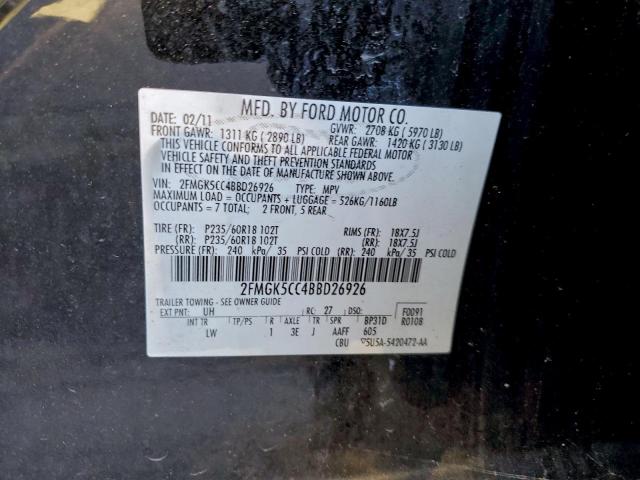 MFD. BY FORD MOTOR CO.
DATE: 02/11 GVWR: 2708 KG ( 5970 LB)
FRONT GAWR: 1311 KG ( 2890 LB) REAR GAWR: 1420 KG ( 3130 LB)
THIS VEHICLE CONFORMS TO ALL APPLICABLE FEDERAL MOTOR
VEHICLE SAFETY AND THEFT PREVENTION STANDARDS
IN EFFECT ON THE DATE OF MANUFACTURE SHOWN ABOVE.
VIN: 2FMGK5CC4BBD26926 TYPE: MPV
MAXIMUM LOAD = OCCUPANTS + LUGGAGE = 526KG/1160LB
OCCUPANTS = 7 TOTAL: 2 FRONT, 5 REAR
TIRE (FR): P235/60R18 102T RIMS (FR): 18X7.5J
(RR): P235/60R18 102T (RR): 18X7.5J
PRESSURE (FR): 240 kPa/ 35 PSI COLD (RR): 240 kPa/ 35 PSI COLD
2FMGK5CC4BBD26926
TRAILER TOWING - SEE OWNER GUIDE
EXT PNT: UH RC: 27 DSO: F0091
INT TR TP/PS R AXLE TR SPR BP31D R0108
LW 1 3E J AAFF 605
CBU 5U5A-5420472-AA